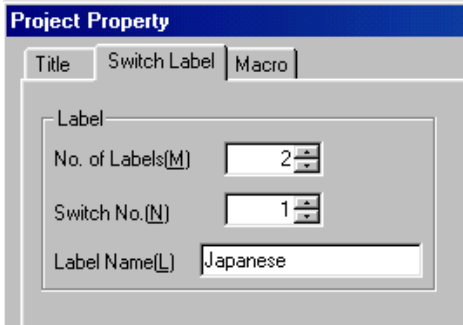 Project Property
Title Switch Label Macro
Label
No. of Labels(M) 2
Switch No.(N) 1
Label Name(L) Japanese